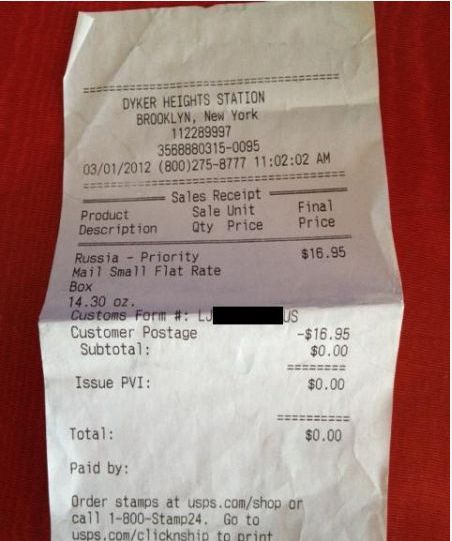 ==================================
DYKER HEIGHTS STATION
BROOKLYN, New York
112289997
3568880315-0095
03/01/2012 (800)275-8777 11:02:02 AM
==================================
Sales Receipt
Product Sale Unit Final
Description Qty Price Price
Russia - Priority $16.95
Mail Small Flat Rate
Box
14.30 oz.
Customs Form #: LJ US
Customer Postage -$16.95
Subtotal: $0.00
========
Issue PVI: $0.00
==========
Total: $0.00
Paid by:
Order stamps at usps.com/shop or
call 1-800-Stamp24. Go to
usps.com/clicknship to print